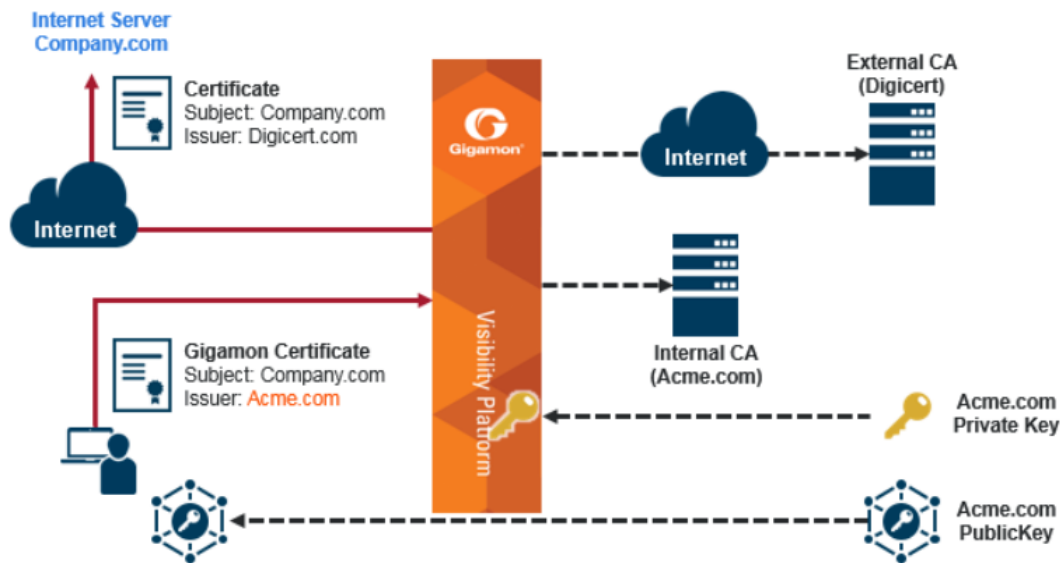 Internet Server
Company.com
Certificate
Subject: Company.com
Issuer: Digicert.com
Internet
Gigamon®
Internet
External CA
(Digicert)
Internal CA
(Acme.com)
Visibility Platform
Gigamon Certificate
Subject: Company.com
Issuer: Acme.com
Acme.com
Private Key
Acme.com
PublicKey